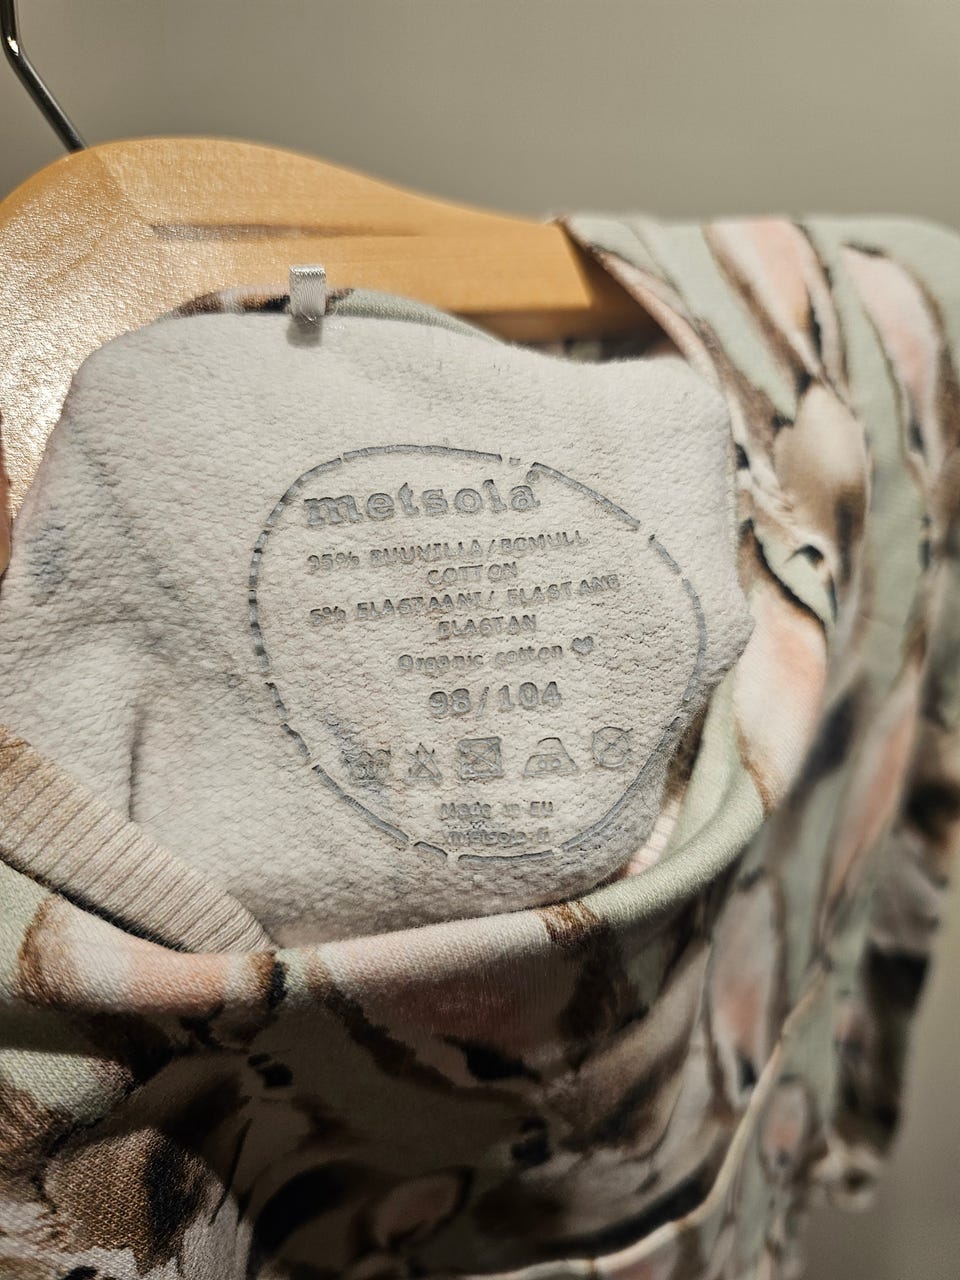 metsola®
95% PUUVILLA / BOMULL
COTTON
5% ELASTAANI / ELASTANE
ELASTAN
Organic cotton ♥
98 / 104
Made in EU
metsola.fi